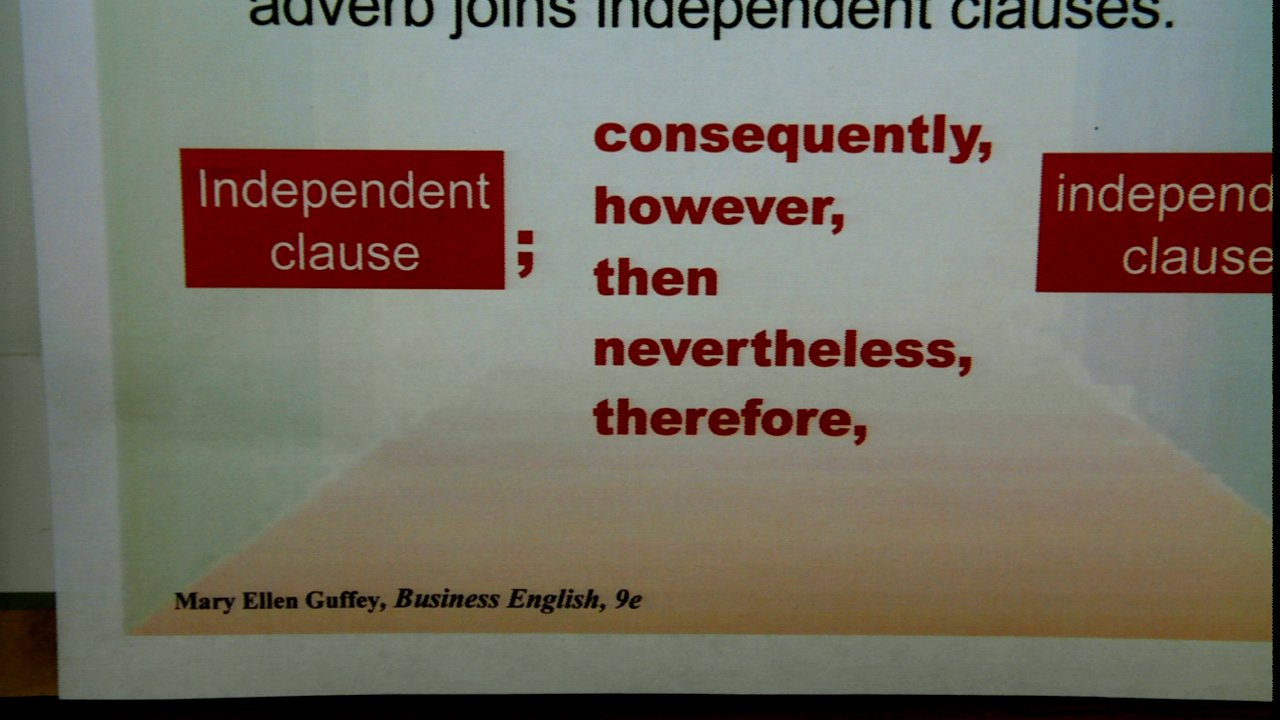 adverb joins independent clauses.
Independent
clause
;
consequently,
however,
then
nevertheless,
therefore,
independ
clause
Mary Ellen Guffey, Business English, 9e